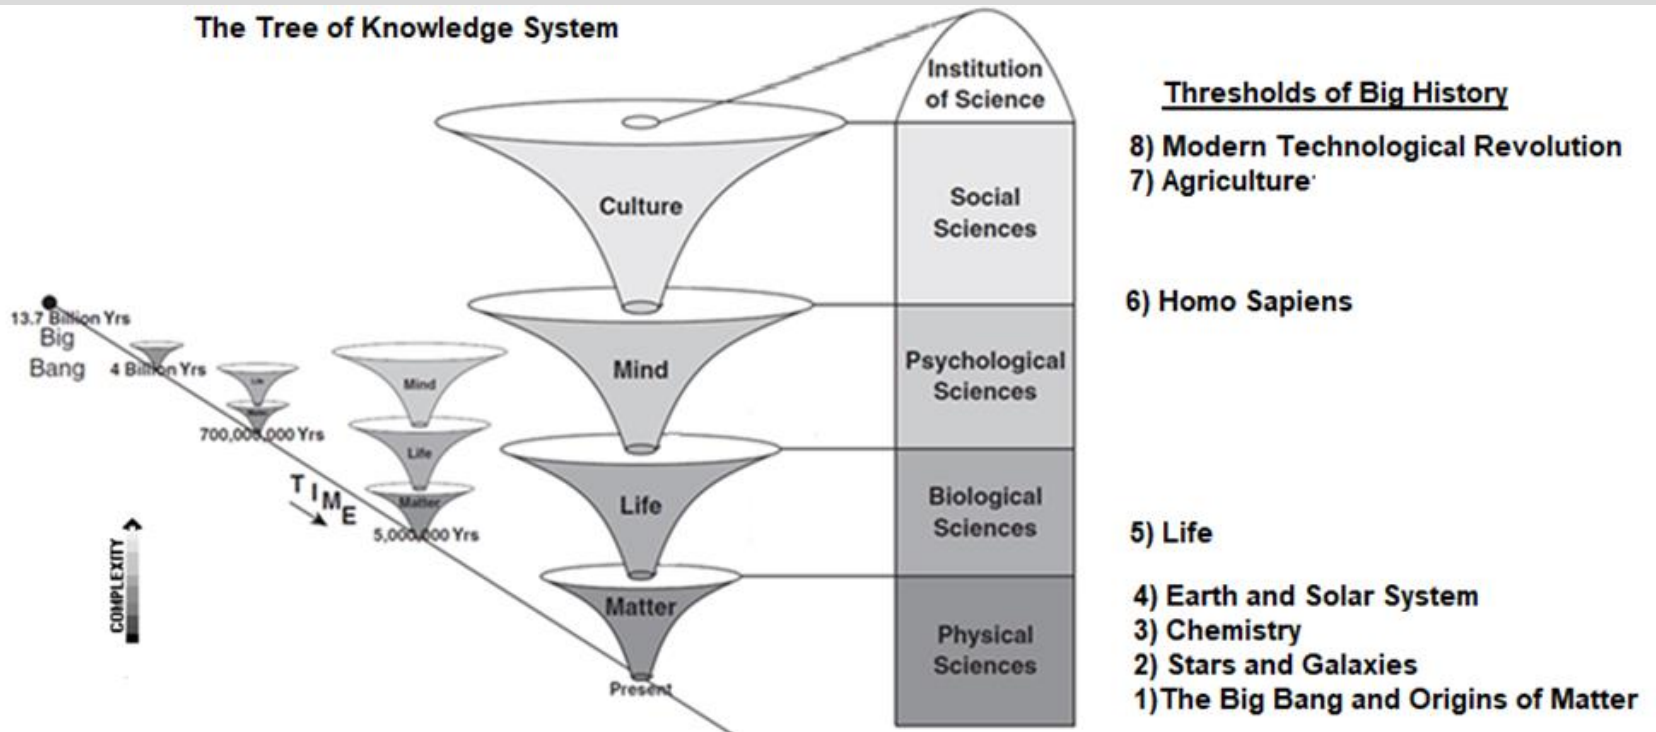 The Tree of Knowledge System
Institution
of Science
Thresholds of Big History
8) Modern Technological Revolution
7) Agriculture
Culture
Social
Sciences
6) Homo Sapiens
13.7 Billion Yrs
Big
Bang
4 Billion Yrs
Life
700,000,000 Yrs
Mind
Life
Matter
5,000,000 Yrs
TIME
COMPLEXITY
Mind
Psychological
Sciences
Life
Biological
Sciences
5) Life
Matter
Physical
Sciences
Present
4) Earth and Solar System
3) Chemistry
2) Stars and Galaxies
1)The Big Bang and Origins of Matter